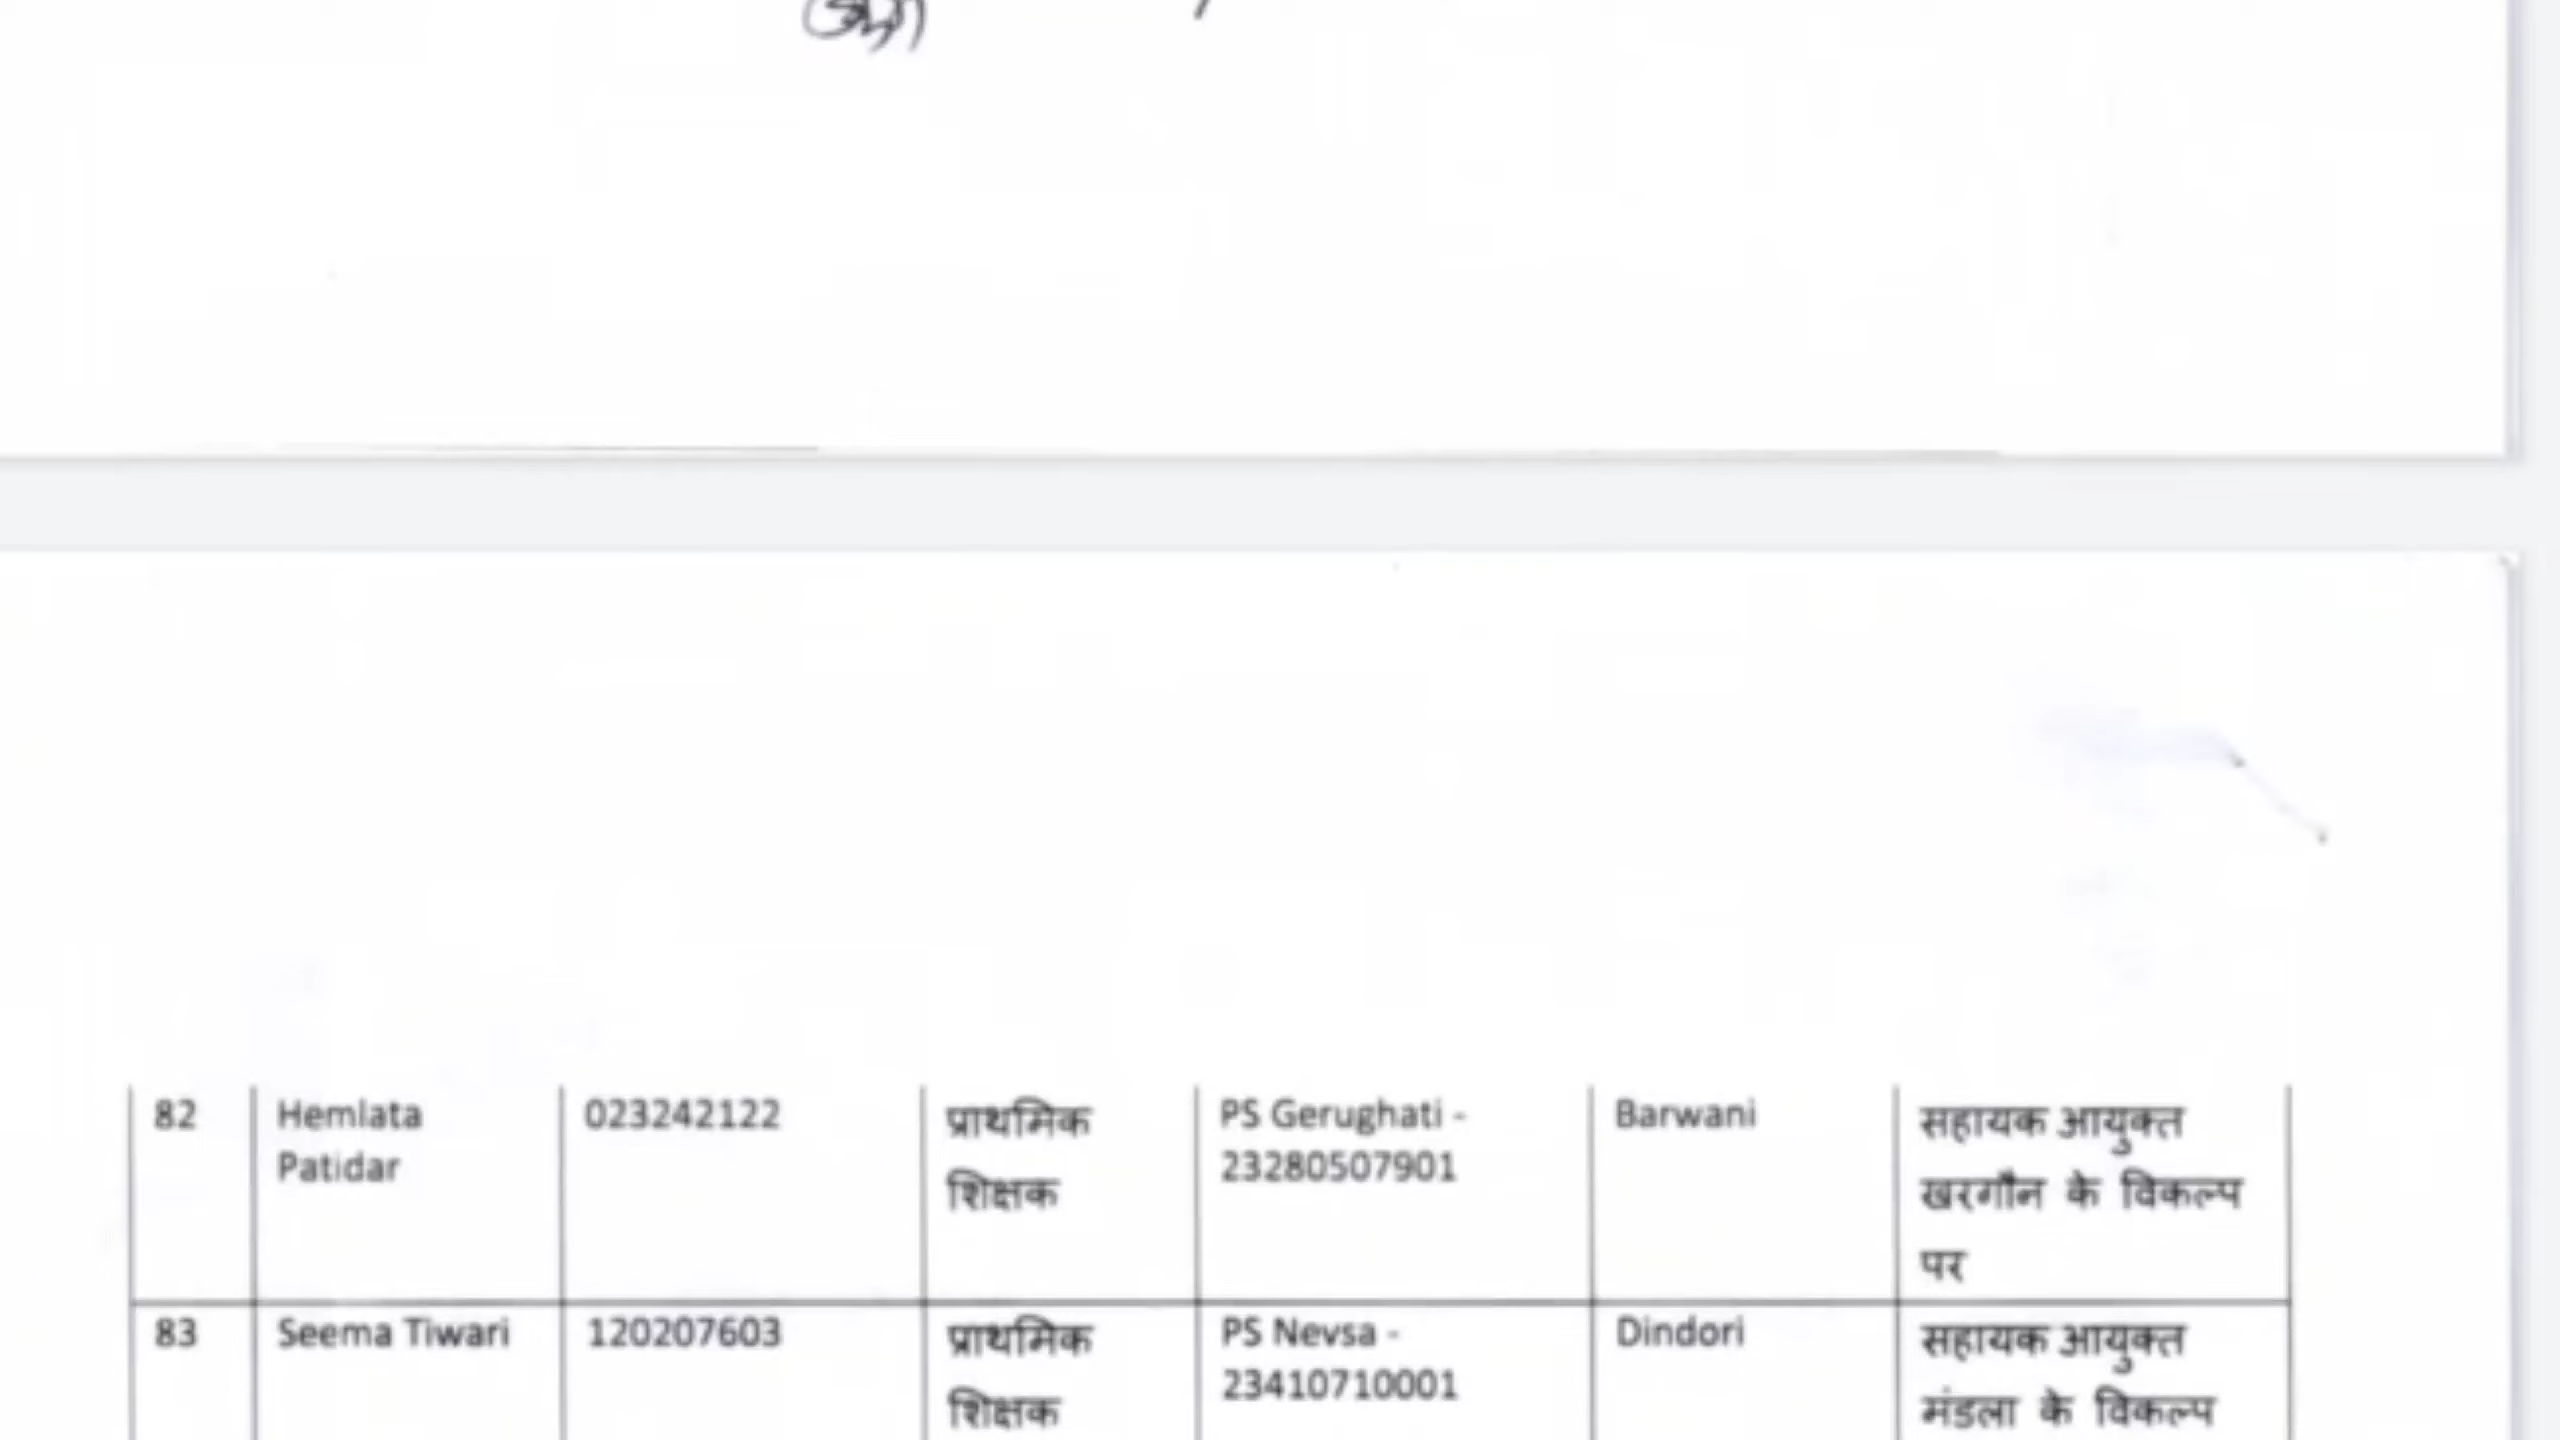 82 Hemlata Patidar 023242122 प्राथमिक शिक्षक PS Gerughati - 23280507901 Barwani सहायक आयुक्त खरगौन के विकल्प पर
83 Seema Tiwari 120207603 प्राथमिक शिक्षक PS Nevsa - 23410710001 Dindori सहायक आयुक्त मंडला के विकल्प